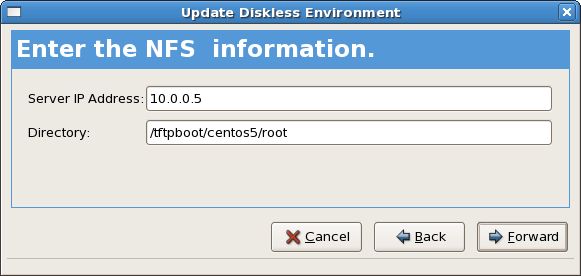 Update Diskless Environment
Enter the NFS  information.
Server IP Address: 10.0.0.5
Directory: /tftpboot/centos5/root
Cancel Back Forward